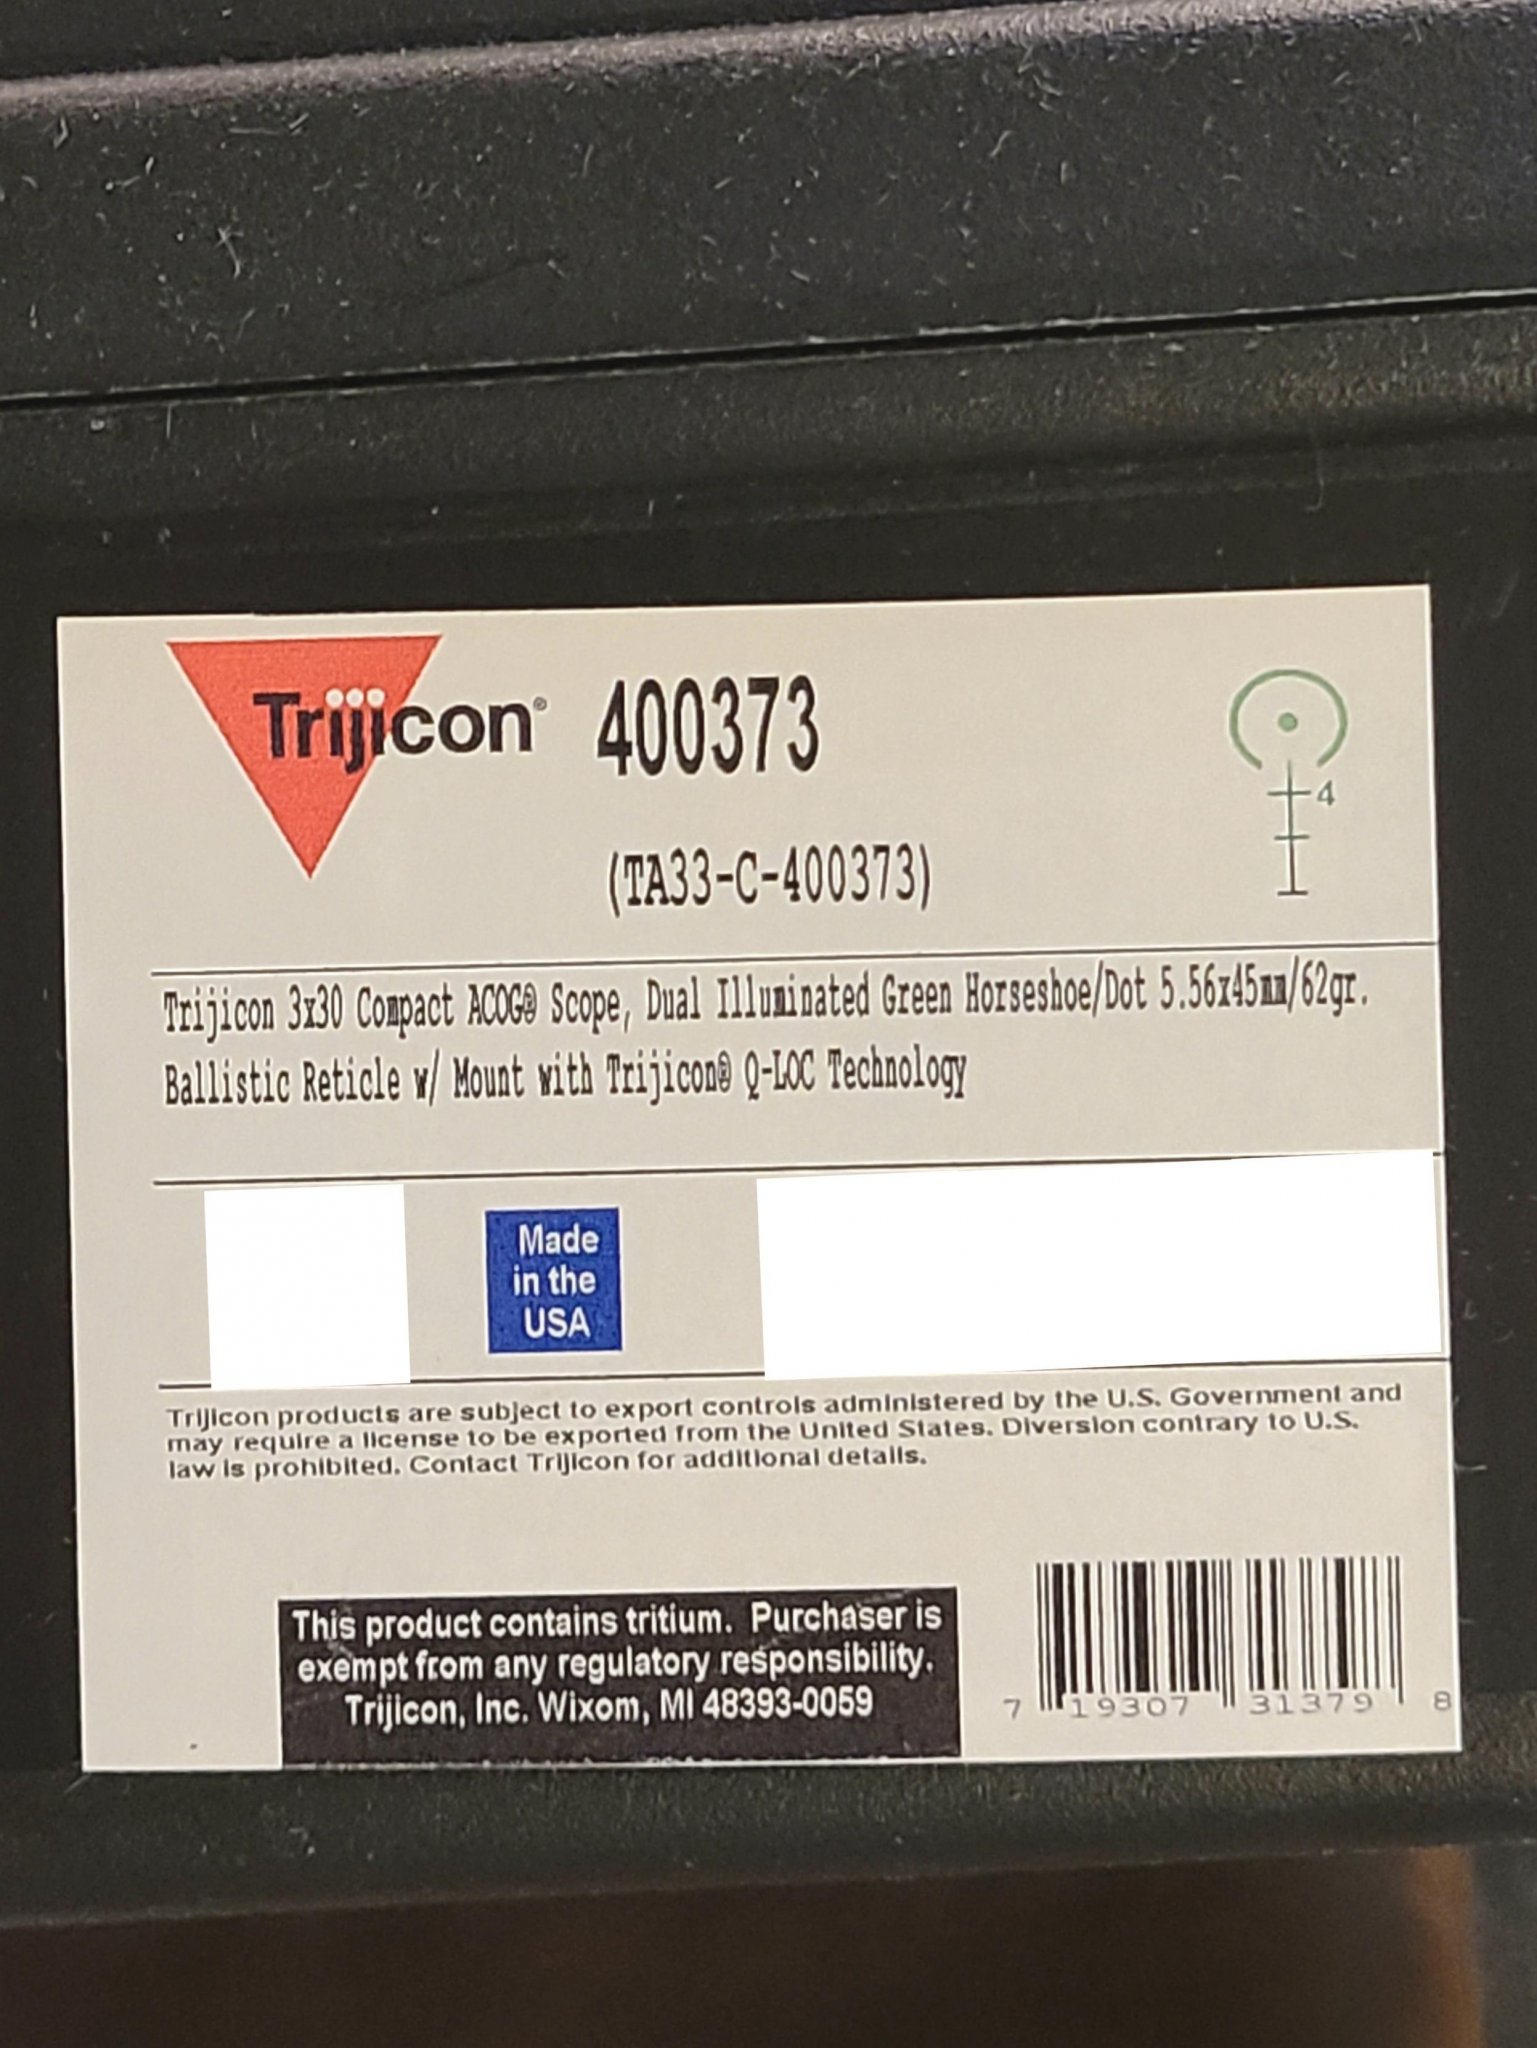 Trijicon® 400373
(TA33-C-400373)
4
Trijicon 3x30 Compact ACOG® Scope, Dual Illuminated Green Horseshoe/Dot 5.56x45mm/62gr.
Ballistic Reticle w/ Mount with Trijicon® Q-LOC Technology
Made
in the
USA
Trijicon products are subject to export controls administered by the U.S. Government and
may require a license to be exported from the United States. Diversion contrary to U.S.
law is prohibited. Contact Trijicon for additional details.
This product contains tritium. Purchaser is
exempt from any regulatory responsibility.
Trijicon, Inc. Wixom, MI 48393-0059
7 19307 31379 8